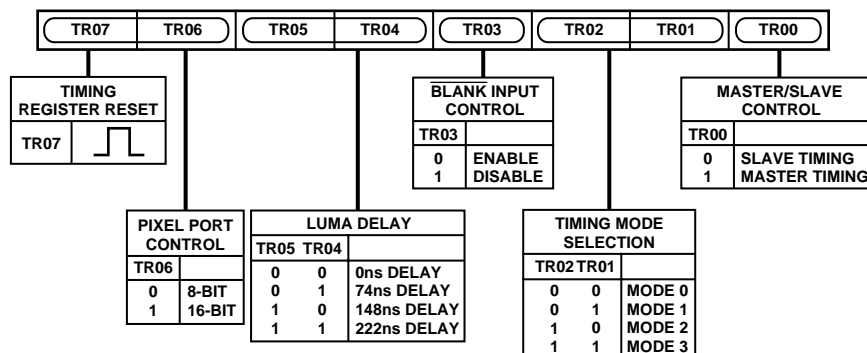 TR07 TR06 TR05 TR04 TR03 TR02 TR01 TR00
TIMING
REGISTER RESET
TR07
BLANK INPUT
CONTROL
TR03
0 ENABLE
1 DISABLE
MASTER/SLAVE
CONTROL
TR00
0 SLAVE TIMING
1 MASTER TIMING
PIXEL PORT
CONTROL
TR06
0 8-BIT
1 16-BIT
LUMA DELAY
TR05 TR04
0 0 0ns DELAY
0 1 74ns DELAY
1 0 148ns DELAY
1 1 222ns DELAY
TIMING MODE
SELECTION
TR02 TR01
0 0 MODE 0
0 1 MODE 1
1 0 MODE 2
1 1 MODE 3